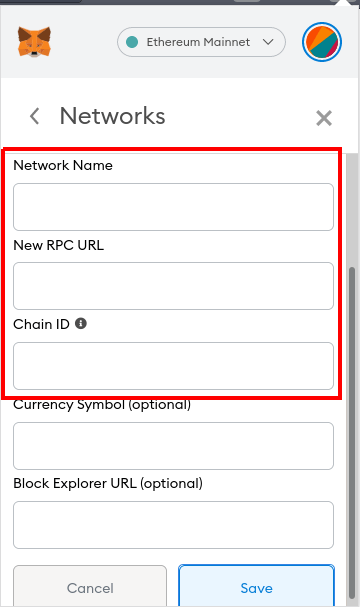 Ethereum Mainnet
Networks
Network Name
New RPC URL
Chain ID
Currency Symbol (optional)
Block Explorer URL (optional)
Cancel
Save